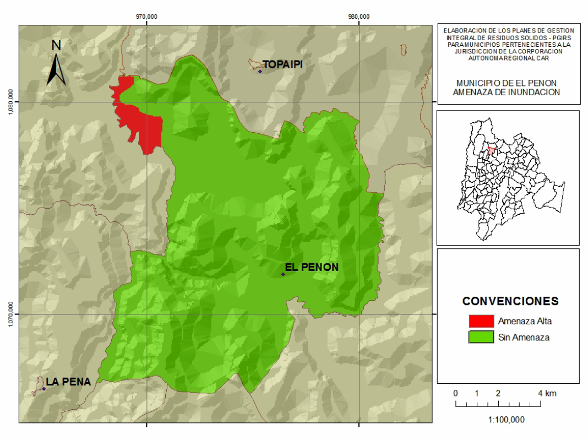 970,000
980,000
ELABORACION DE LOS PLANES DE GESTION
INTEGRAL DE RESIDUOS SOLIDOS - PGIRS
PARA MUNICIPIOS PERTENECIENTES A LA
JURISDICCION DE LA CORPORACION
AUTONOMA REGIONAL CAR
MUNICIPIO DE EL PENON
AMENAZA DE INUNDACION
N
TOPAIPI
1,080,000
EL PENON
1,070,000
LA PENA
CONVENCIONES
Amenaza Alta
Sin Amenaza
0 1 2 4 km
1:100,000